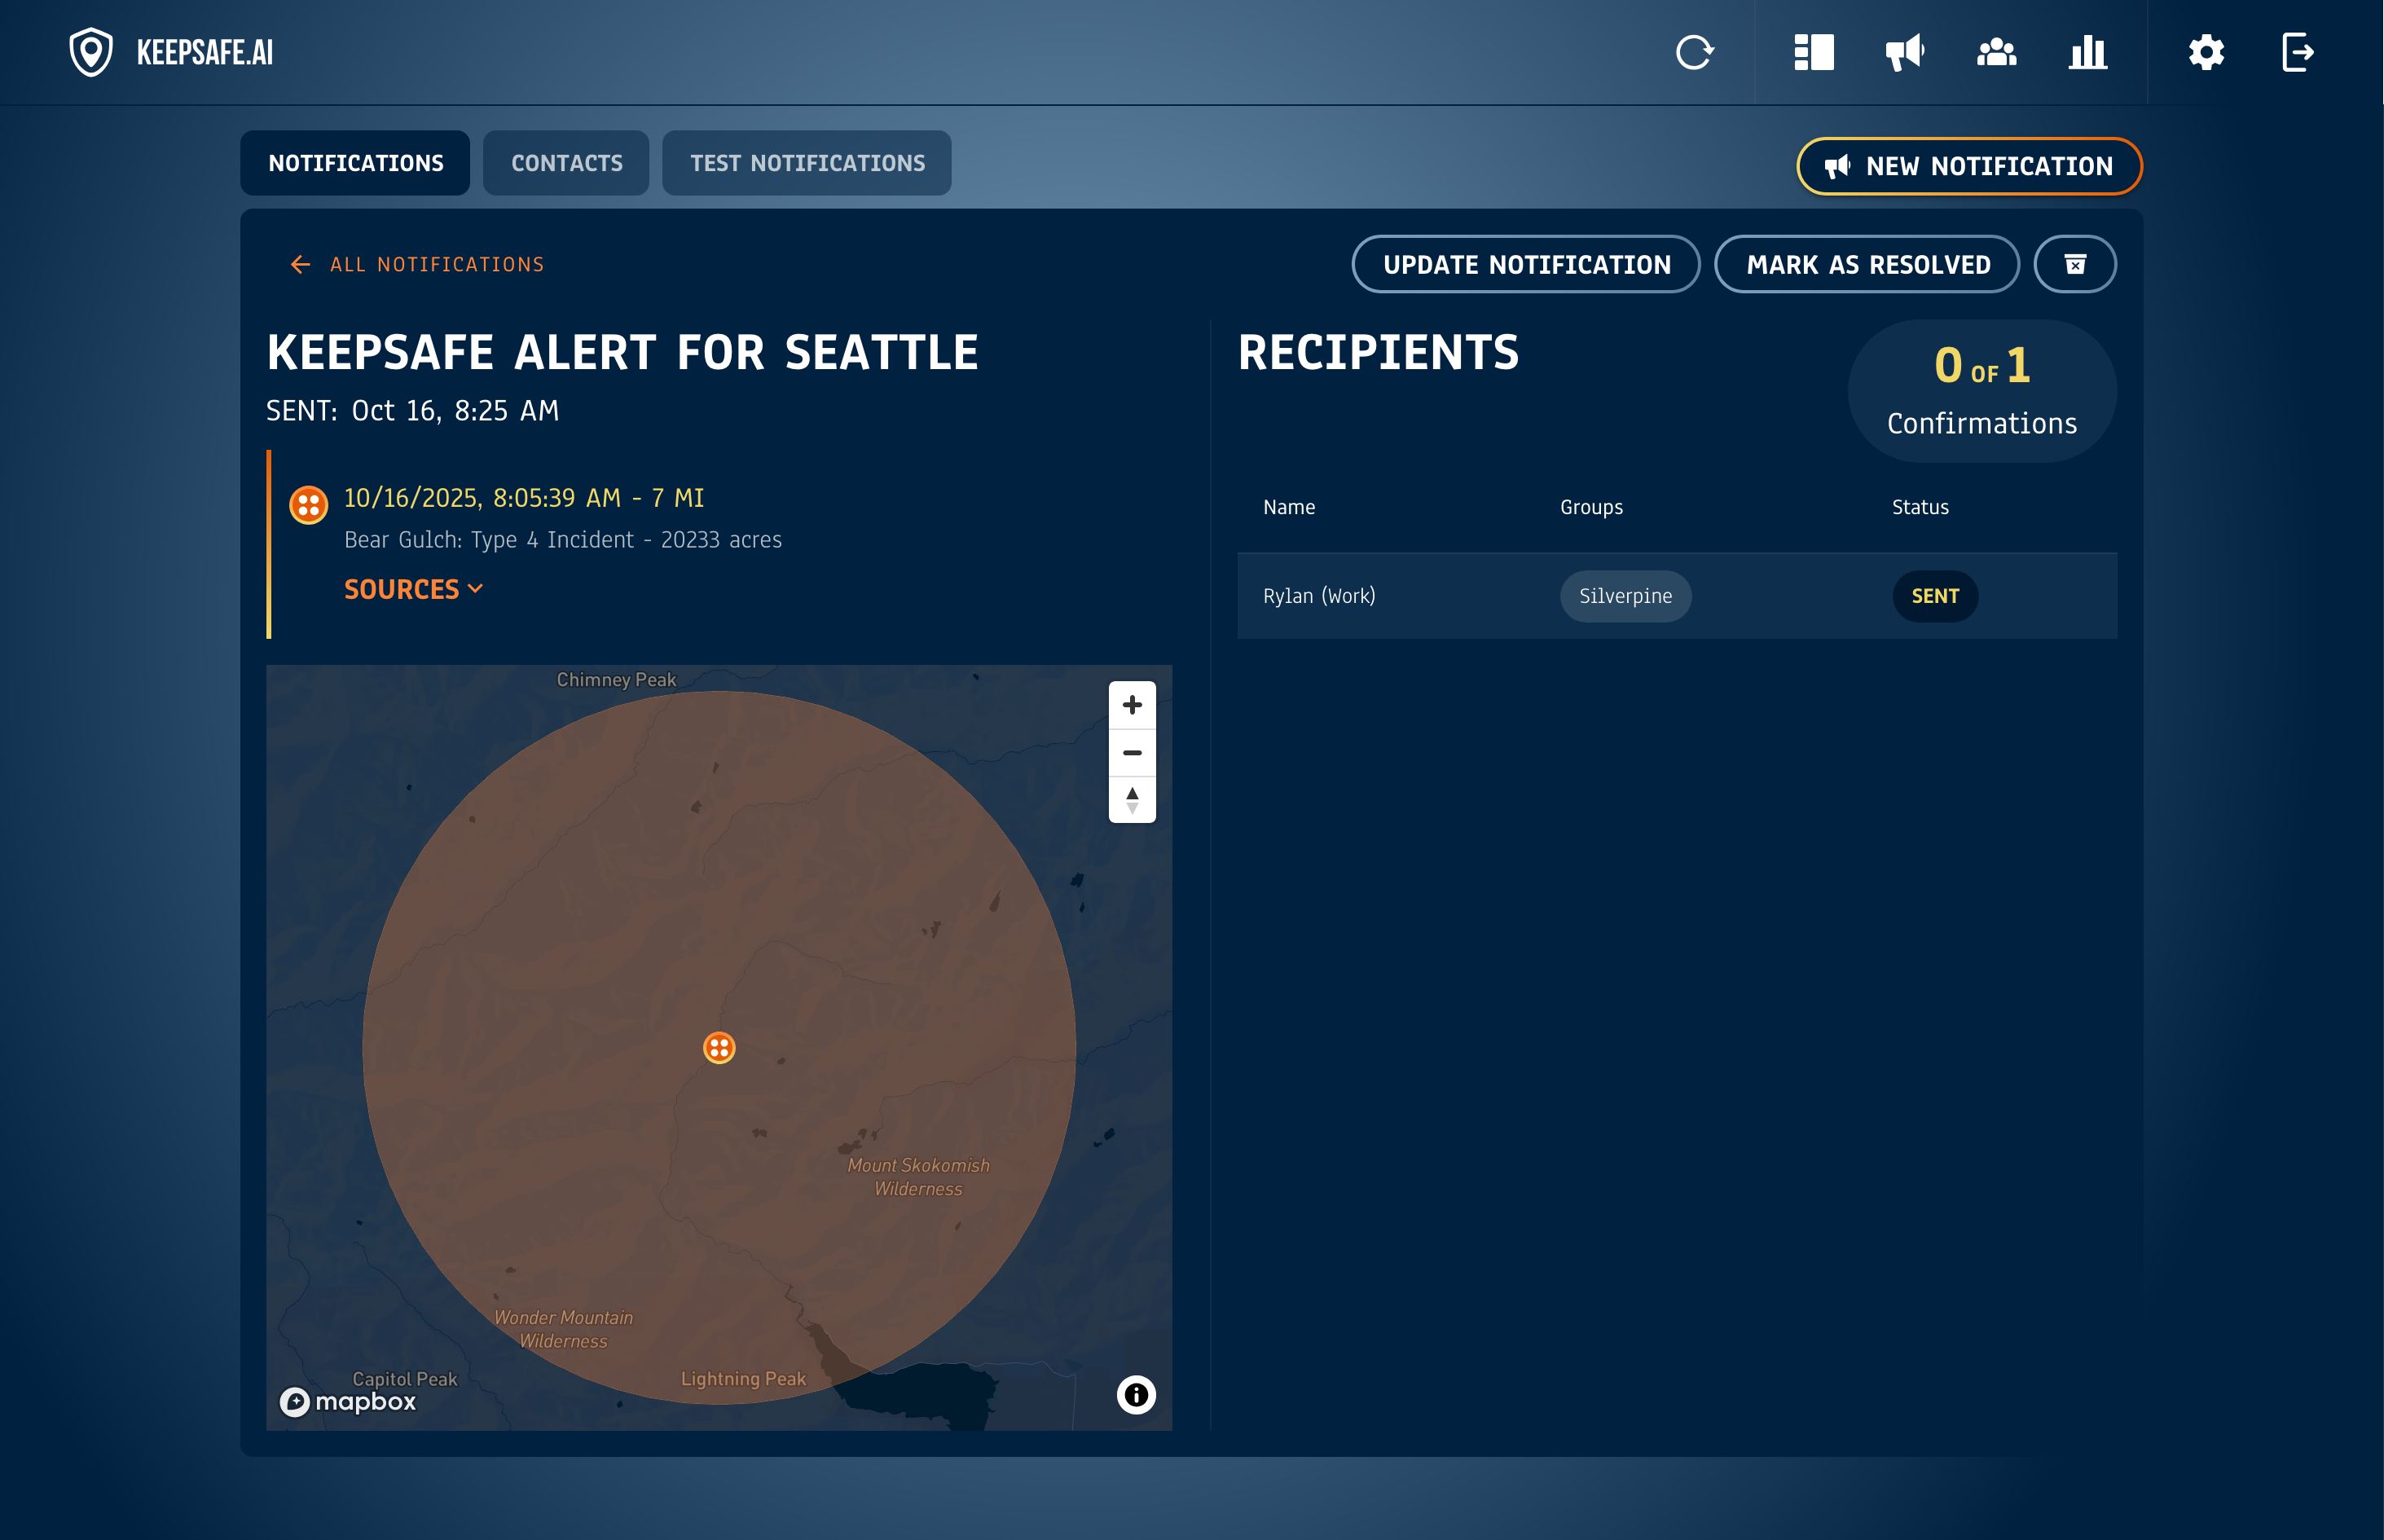 KEEPSAFE.AI
NOTIFICATIONS
CONTACTS
TEST NOTIFICATIONS
NEW NOTIFICATION
ALL NOTIFICATIONS
UPDATE NOTIFICATION
MARK AS RESOLVED
KEEPSAFE ALERT FOR SEATTLE
SENT: Oct 16, 8:25 AM
10/16/2025, 8:05:39 AM - 7 MI
Bear Gulch: Type 4 Incident - 20233 acres
SOURCES
Chimney Peak
Mount Skokomish
Wilderness
Wonder Mountain
Wilderness
Capitol Peak
Lightning Peak
mapbox
RECIPIENTS
0 OF 1
Confirmations
Name Groups Status
Rylan (Work) Silverpine SENT